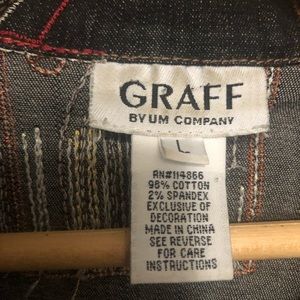 GRAFF
BY UM COMPANY
L
RN#114866
98% COTTON
2% SPANDEX
EXCLUSIVE OF
DECORATION
MADE IN CHINA
SEE REVERSE
FOR CARE
INSTRUCTIONS